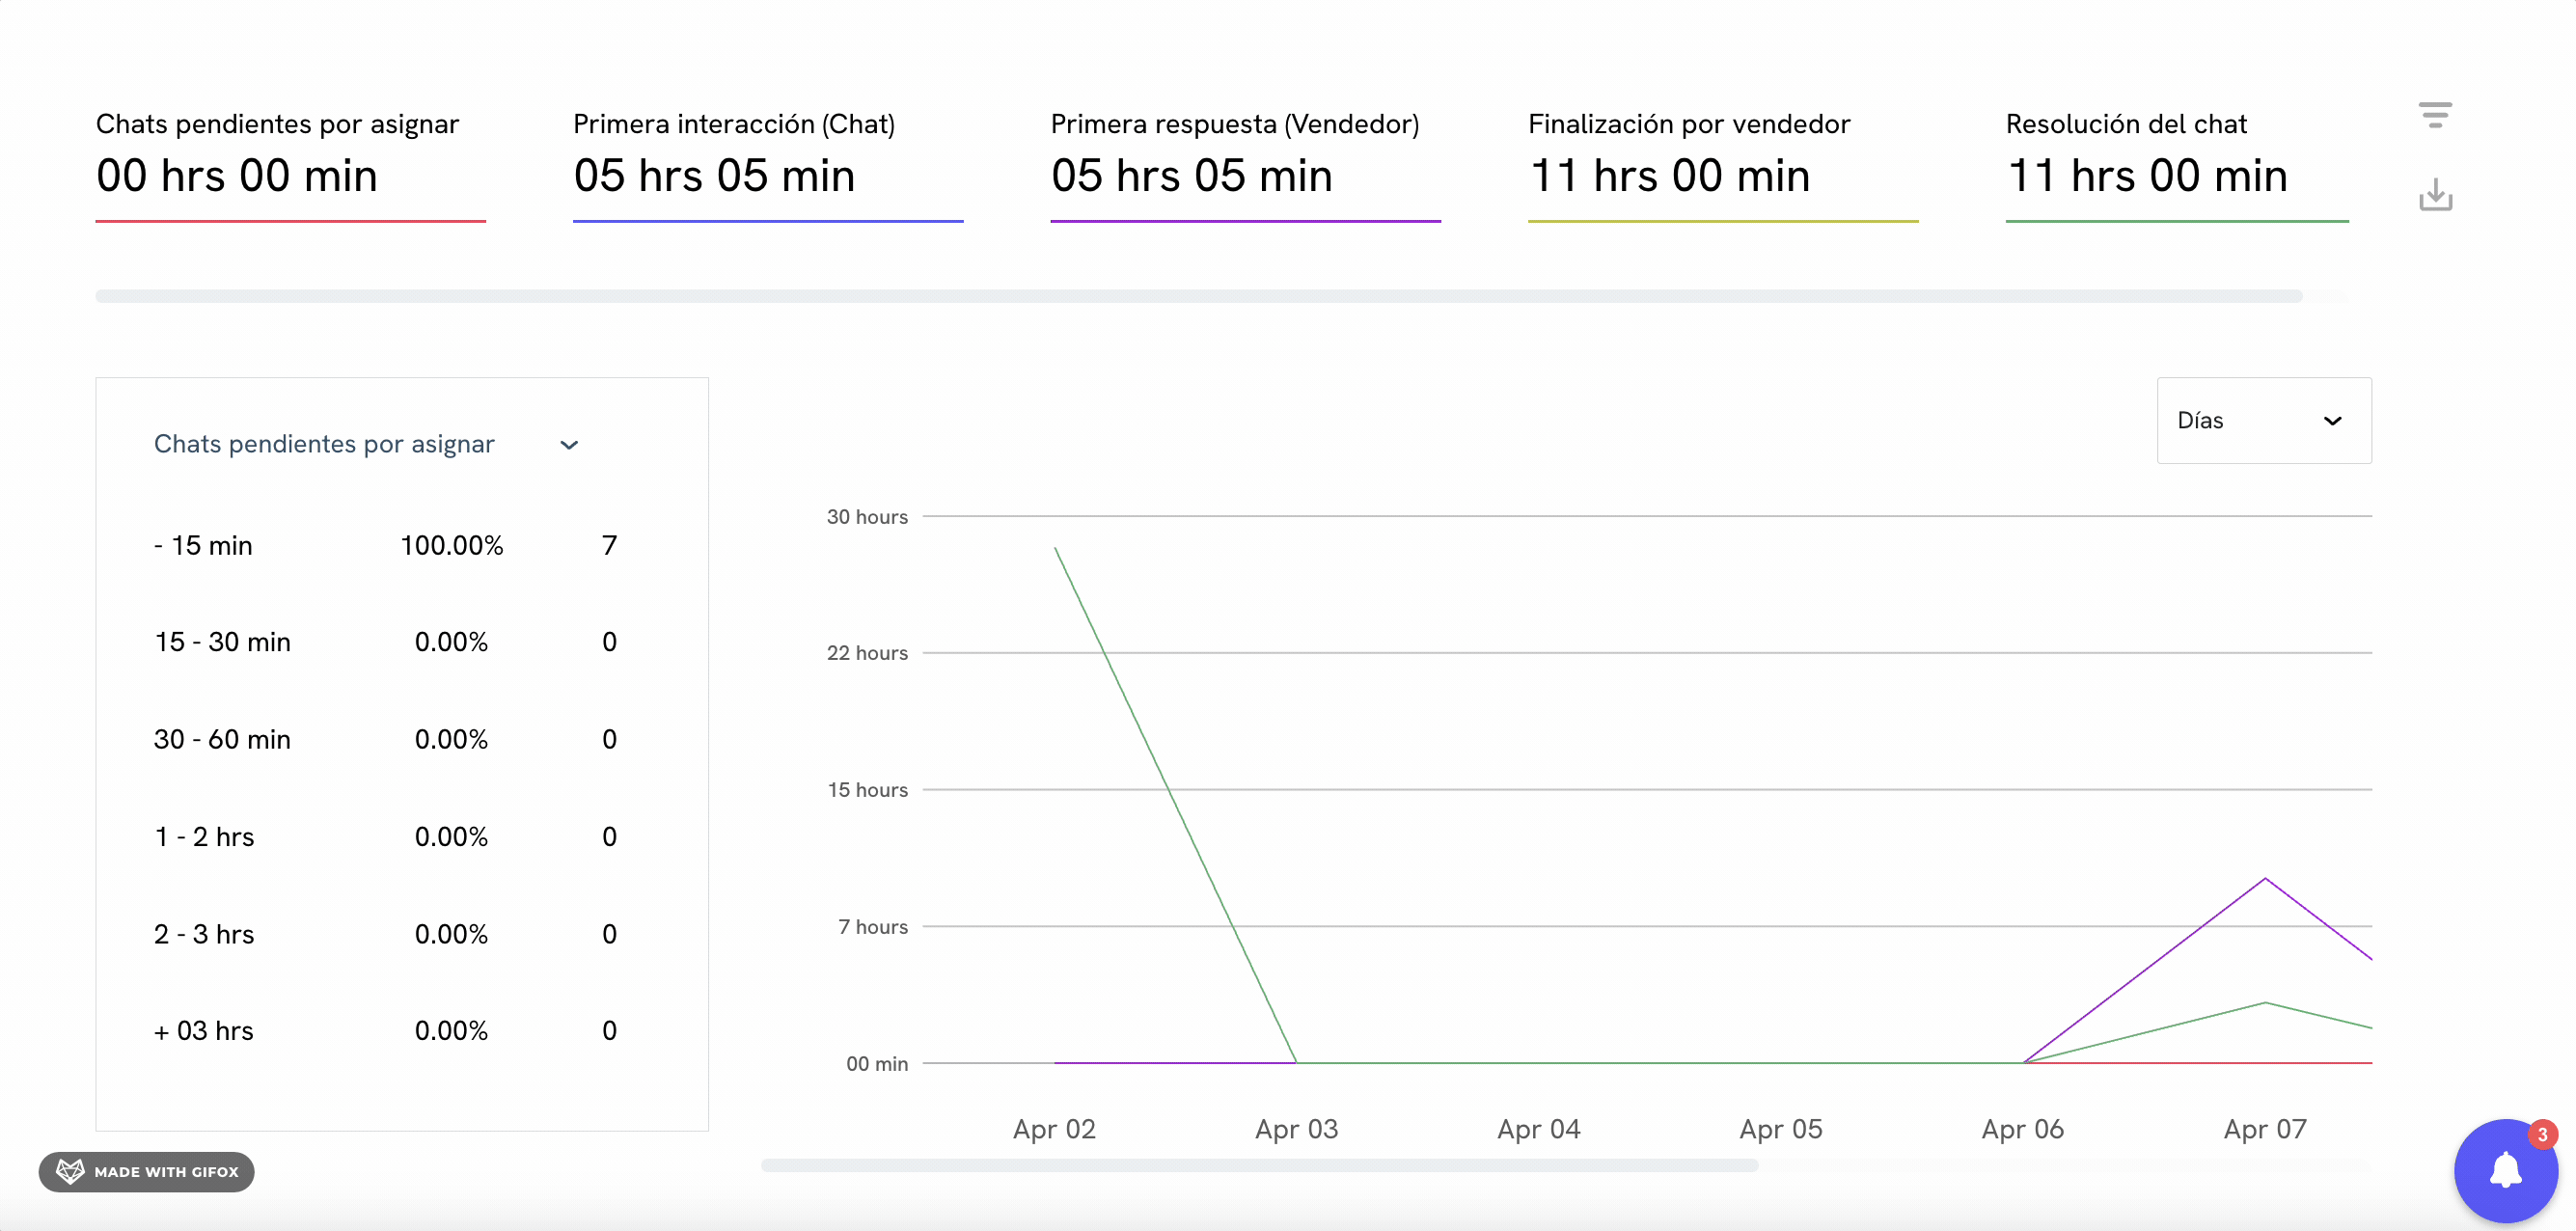 Chats pendientes por asignar
00 hrs 00 min
Primera interacción (Chat)
05 hrs 05 min
Primera respuesta (Vendedor)
05 hrs 05 min
Finalización por vendedor
11 hrs 00 min
Resolución del chat
11 hrs 00 min
Chats pendientes por asignar
- 15 min 100.00% 7
15 - 30 min 0.00% 0
30 - 60 min 0.00% 0
1 - 2 hrs 0.00% 0
2 - 3 hrs 0.00% 0
+ 03 hrs 0.00% 0
Días
30 hours
22 hours
15 hours
7 hours
00 min
Apr 02 Apr 03 Apr 04 Apr 05 Apr 06 Apr 07
MADE WITH GIFOX
3